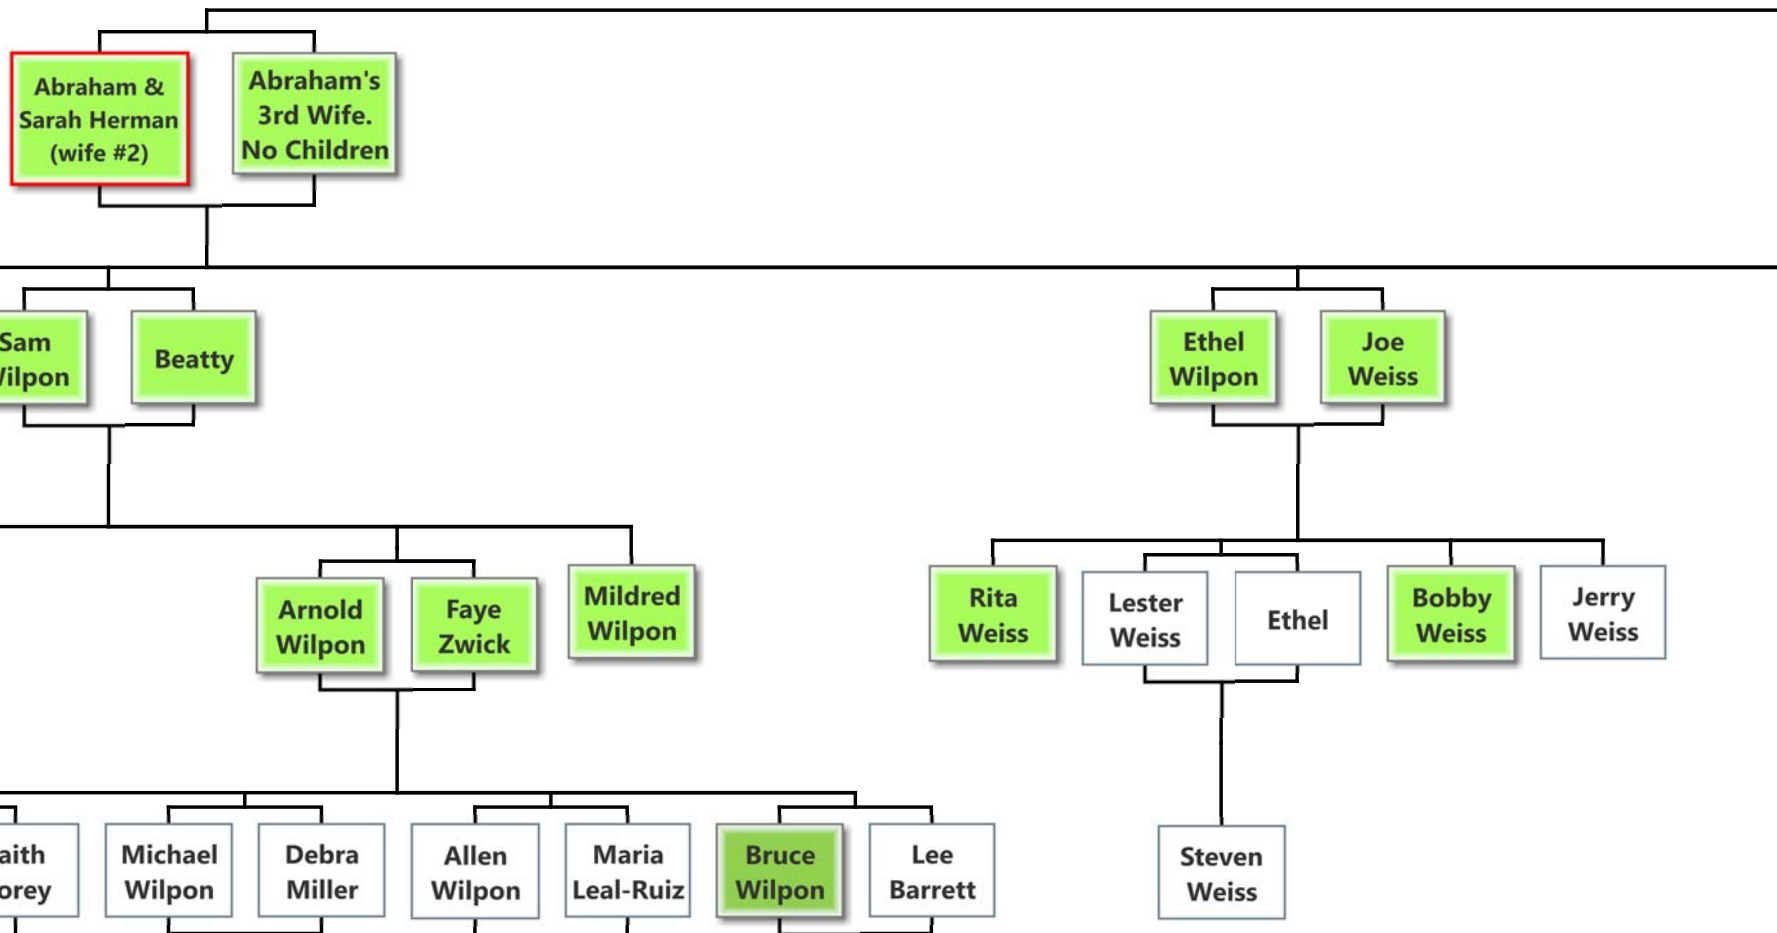 Abraham &
Sarah Herman
(wife #2)
Abraham's
3rd Wife.
No Children
Sam
Beatty
Ethel
Wilpon
Joe
Weiss
Arnold
Wilpon
Faye
Zwick
Mildred
Wilpon
Rita
Weiss
Lester
Weiss
Ethel
Bobby
Weiss
Jerry
Weiss
Michael
Wilpon
Debra
Miller
Allen
Wilpon
Maria
Leal-Ruiz
Bruce
Wilpon
Lee
Barrett
Steven
Weiss